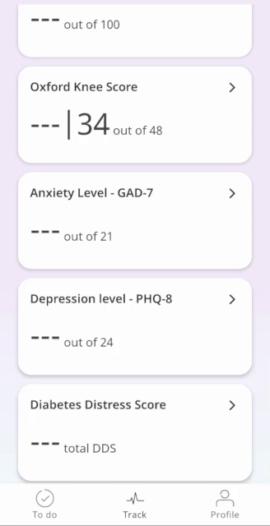 --- out of 100
Oxford Knee Score
---|34 out of 48
Anxiety Level - GAD-7
--- out of 21
Depression level - PHQ-8
--- out of 24
Diabetes Distress Score
--- total DDS
To do Track Profile